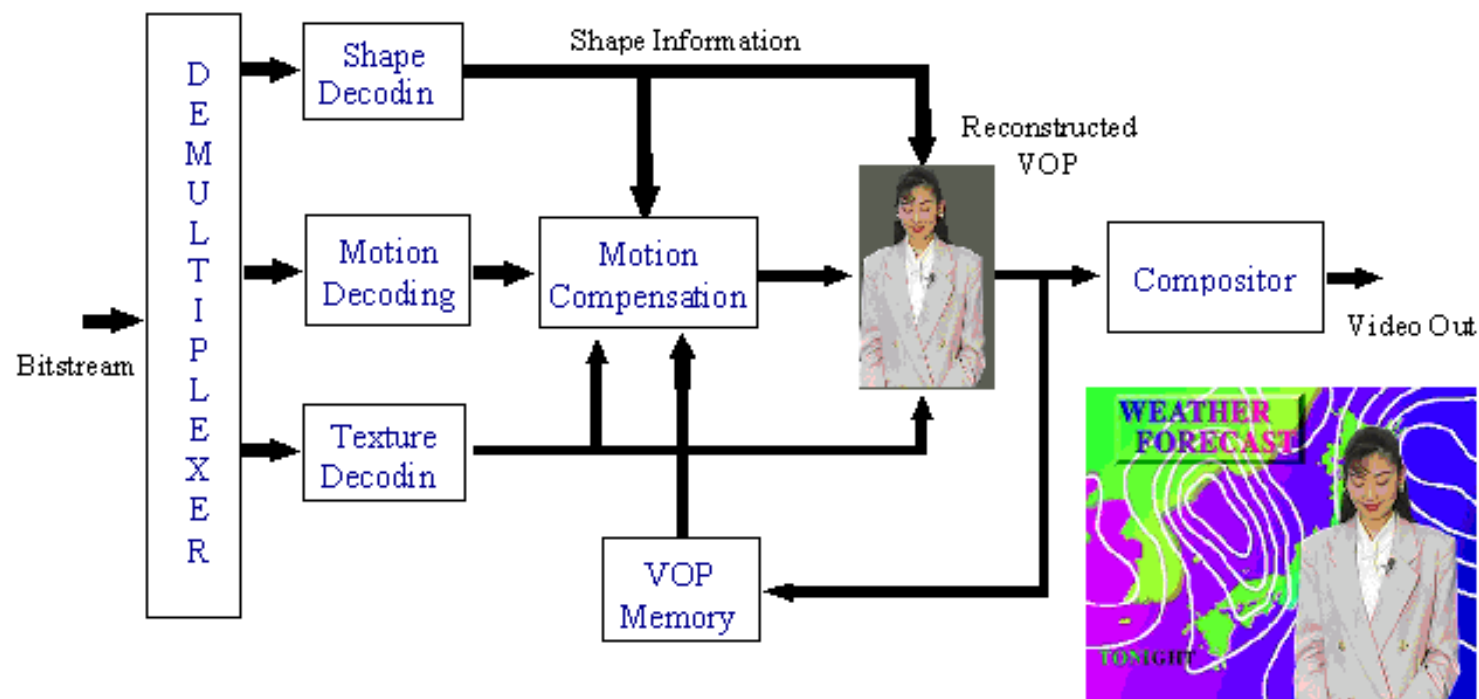 DEMULTIPLEXER
Shape
Decodin
Shape Information
Reconstructed
VOP
Motion
Decoding
Motion
Compensation
Compositor
Bitstream
Video Out
Texture
Decodin
VOP
Memory
WEATHER
FORECAST
TONIGHT